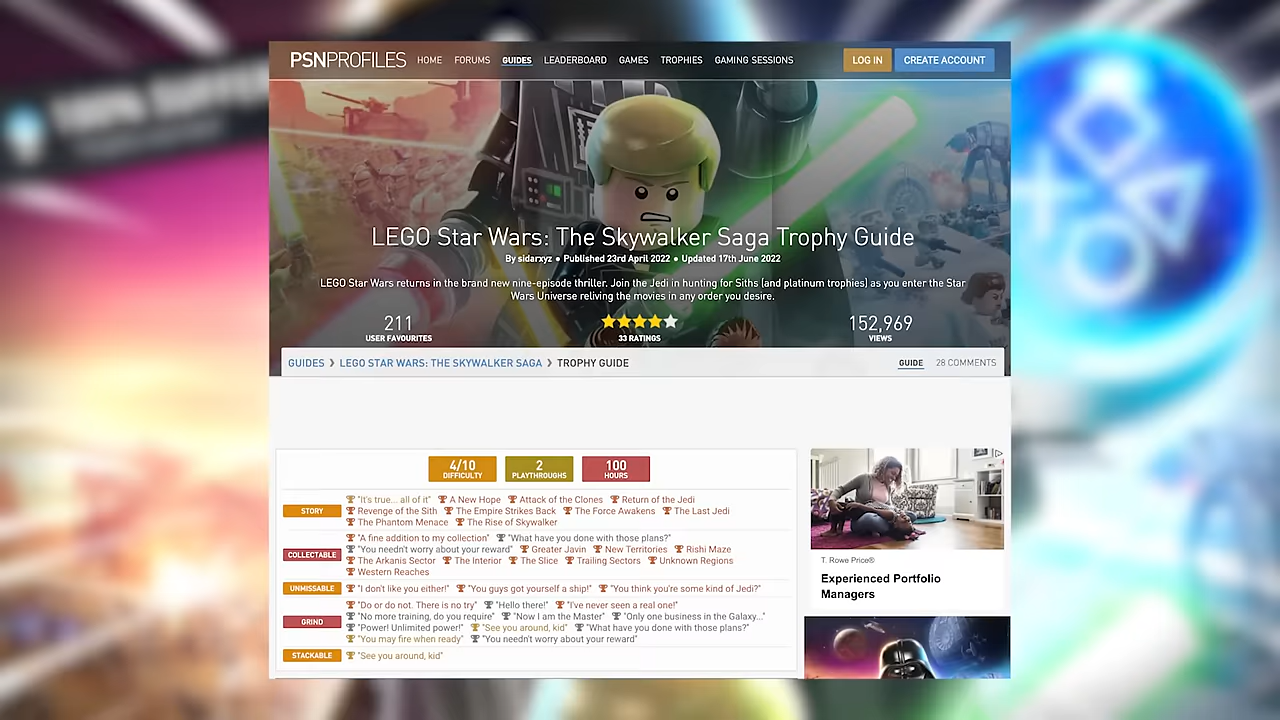 PSNPROFILES HOME FORUMS GUIDES LEADERBOARD GAMES TROPHIES GAMING SESSIONS LOG IN CREATE ACCOUNT
LEGO Star Wars: The Skywalker Saga Trophy Guide
By sidarxyz • Published 23rd April 2022 • Updated 17th June 2022
LEGO Star Wars returns in the brand new nine-episode thriller. Join the Jedi in hunting for Siths (and platinum trophies) as you enter the Star
Wars Universe reliving the movies in any order you desire.
211 152,969
USER FAVOURITES 33 RATINGS VIEWS
GUIDES › LEGO STAR WARS: THE SKYWALKER SAGA › TROPHY GUIDE GUIDE 28 COMMENTS
4/10 2 100
DIFFICULTY PLAYTHROUGHS HOURS
"It's true... all of it" A New Hope Attack of the Clones Return of the Jedi
STORY Revenge of the Sith The Empire Strikes Back The Force Awakens The Last Jedi
The Phantom Menace The Rise of Skywalker
"A fine addition to my collection" "What have you done with those plans?"
"You needn't worry about your reward" Greater Javin New Territories Rishi Maze
COLLECTABLE
The Arkanis Sector The Interior The Slice Trailing Sectors Unknown Regions
Western Reaches
UNMISSABLE "I don't like you either!" "You guys got yourself a ship!" "You think you're some kind of Jedi?"
"Do or do not. There is no try" "Hello there!" "I've never seen a real one!"
"No more training, do you require" "Now I am the Master" "Only one business in the Galaxy..."
GRIND
"Power! Unlimited power!" "See you around, kid" "What have you done with those plans?"
"You may fire when ready" "You needn't worry about your reward"
STACKABLE "See you around, kid"
T. Rowe Price®
Experienced Portfolio
Managers